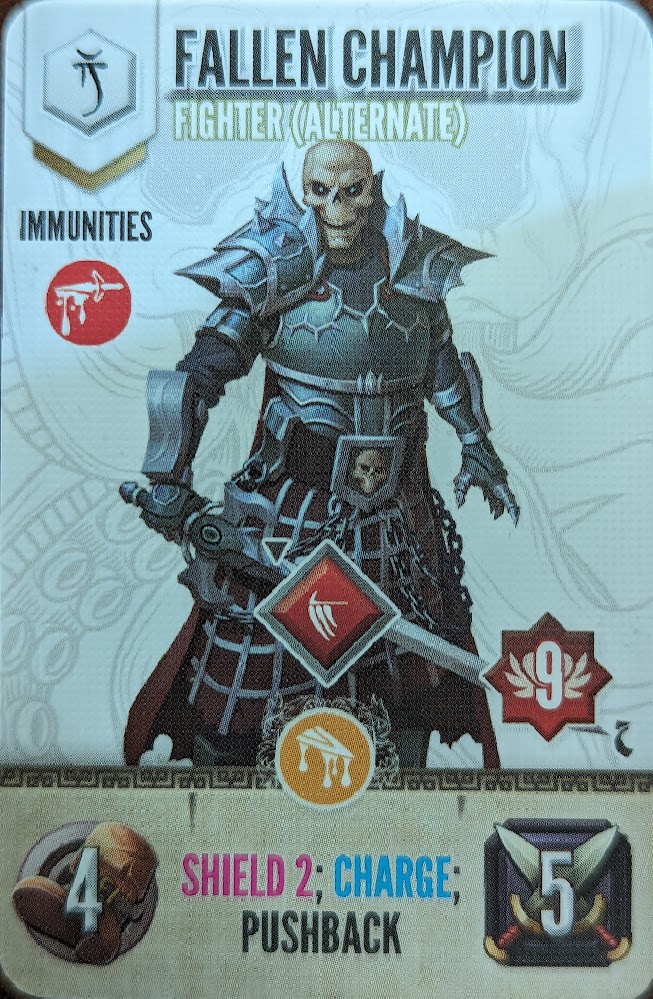 FALLEN CHAMPION
FIGHTER (ALTERNATE)
IMMUNITIES
9
4
SHIELD 2; CHARGE;
PUSHBACK
5